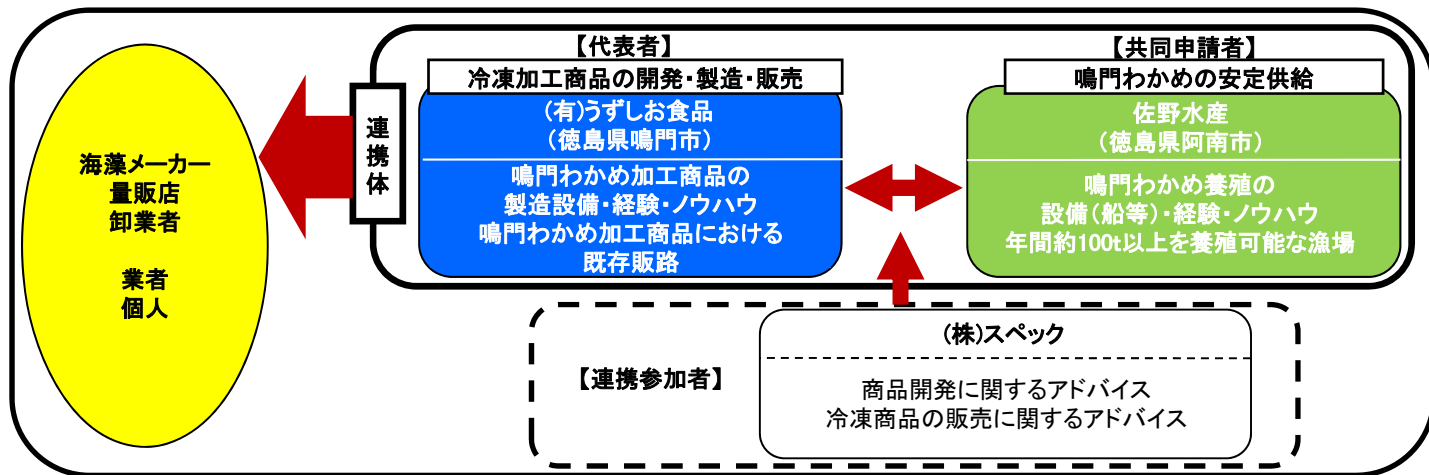 海藻メーカー
量販店
卸業者
業者
個人
連携体
【代表者】
冷凍加工商品の開発・製造・販売
(有)うずしお食品
(徳島県鳴門市)
鳴門わかめ加工商品の
製造設備・経験・ノウハウ
鳴門わかめ加工商品における
既存販路
【共同申請者】
鳴門わかめの安定供給
佐野水産
(徳島県阿南市)
鳴門わかめ養殖の
設備(船等)・経験・ノウハウ
年間約100t以上を養殖可能な漁場
【連携参加者】
(株)スペック
商品開発に関するアドバイス
冷凍商品の販売に関するアドバイス